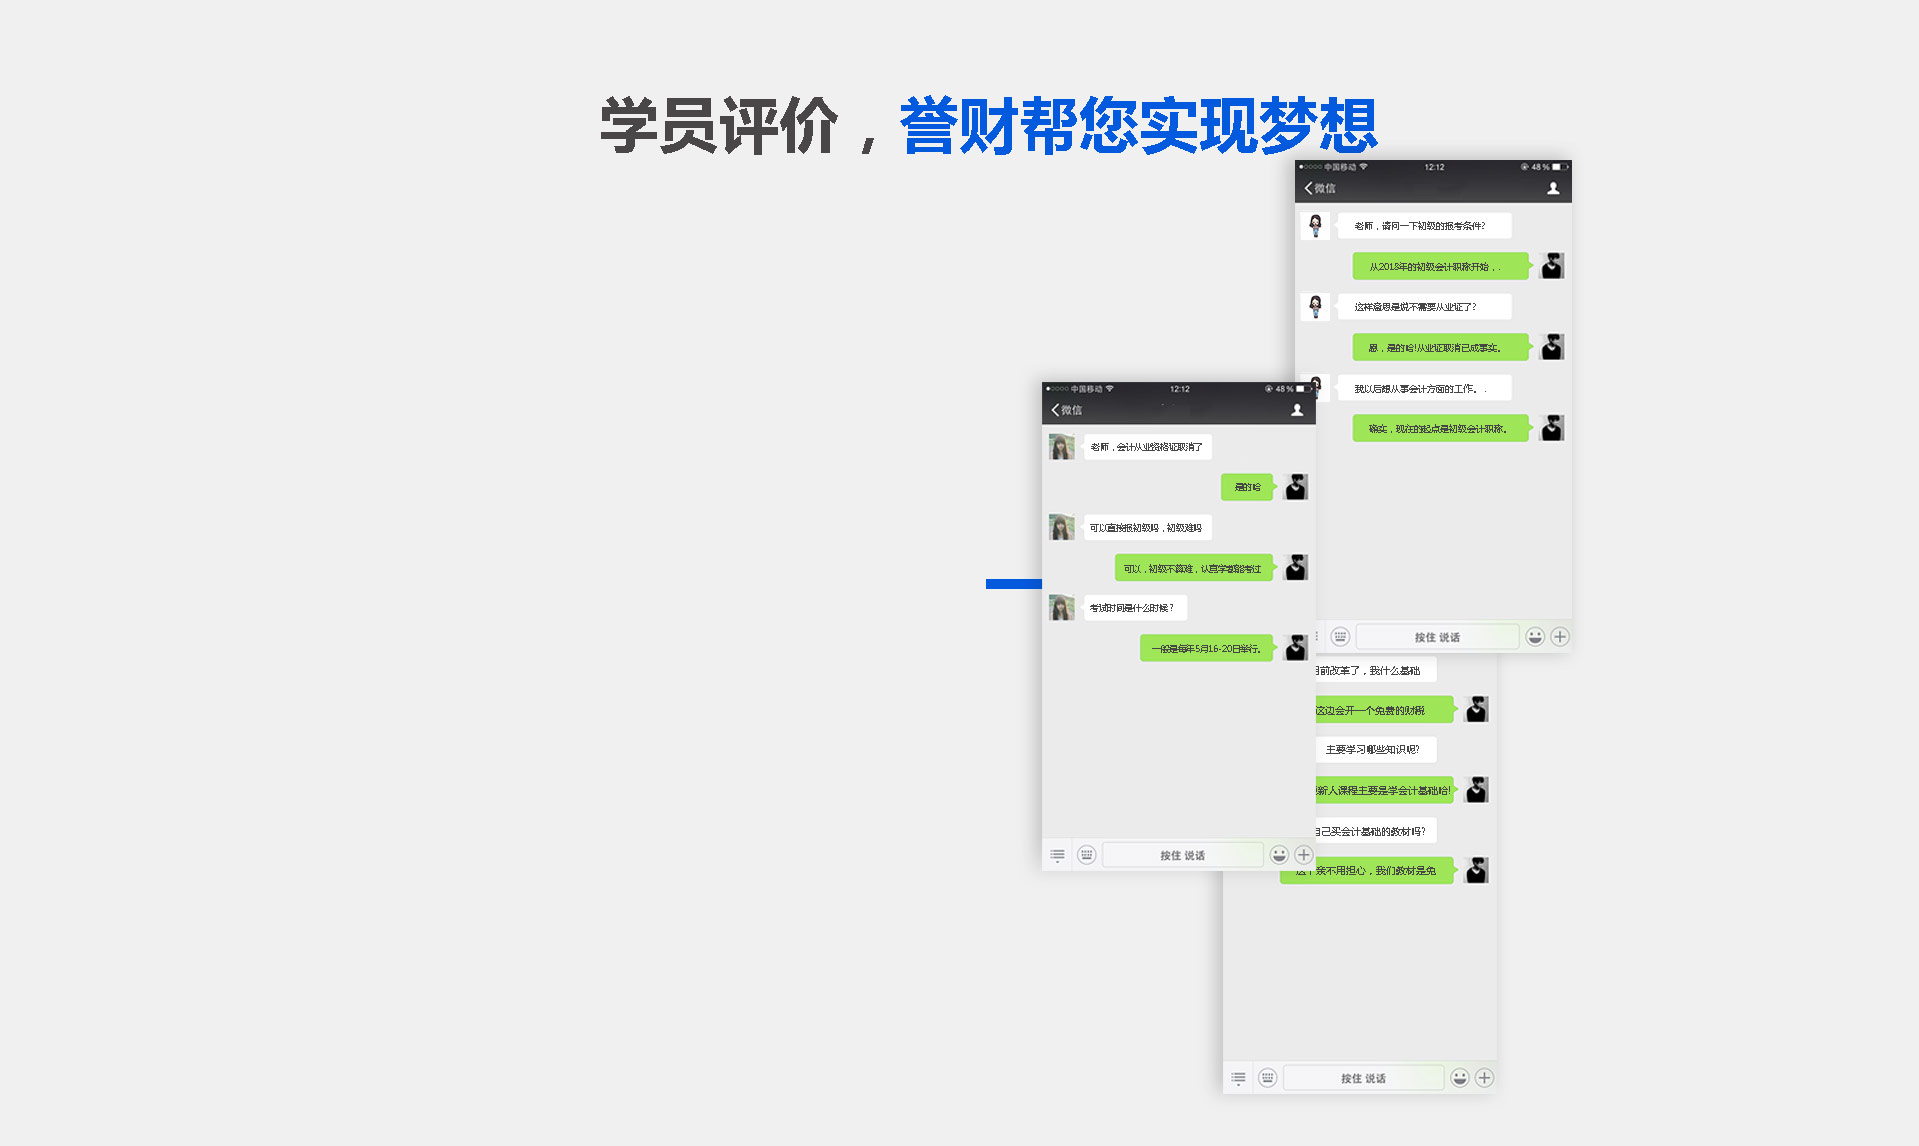 学员评价，誉财帮您实现梦想
中国移动 12:12 48%
微信
老师，请问一下初级的报考条件?
从2018年的初级会计职称开始，.
这样意思是说不需要从业证了?
恩，是的哈!从业证取消已成事实。
我以后想从事会计方面的工作。.
确实，现在的起点是初级会计职称。
按住 说话
中国移动 12:12 48%
微信
老师，会计从业资格证取消了
是的哈
可以直接报初级吗，初级难吗
可以，初级不算难，认真学都能考过
考试时间是什么时候?
一般是每年5月16-20日举行。
按住 说话
目前改革了，我什么基础
这边会开一个免费的财税
主要学习哪些知识呢?
新人课程主要是学会计基础哈!
自己买会计基础的教材吗?
这个亲不用担心，我们教材是免
按住 说话